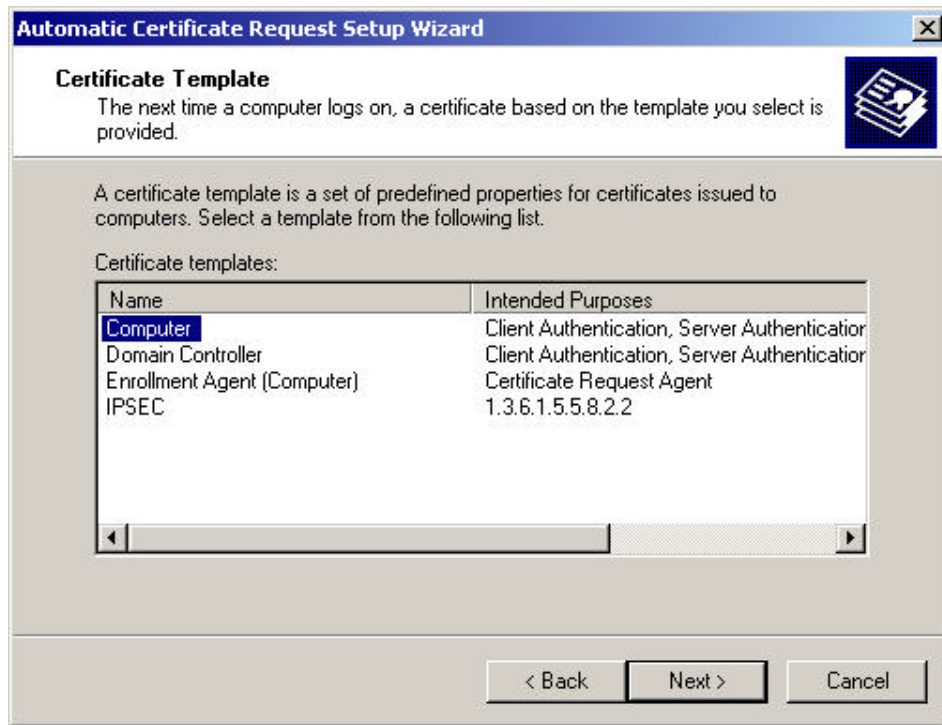 Automatic Certificate Request Setup Wizard
Certificate Template
The next time a computer logs on, a certificate based on the template you select is
provided.
A certificate template is a set of predefined properties for certificates issued to
computers. Select a template from the following list.
Certificate templates:
Name Intended Purposes
Computer Client Authentication, Server Authentication
Domain Controller Client Authentication, Server Authentication
Enrollment Agent (Computer) Certificate Request Agent
IPSEC 1.3.6.1.5.5.8.2.2
< Back Next > Cancel